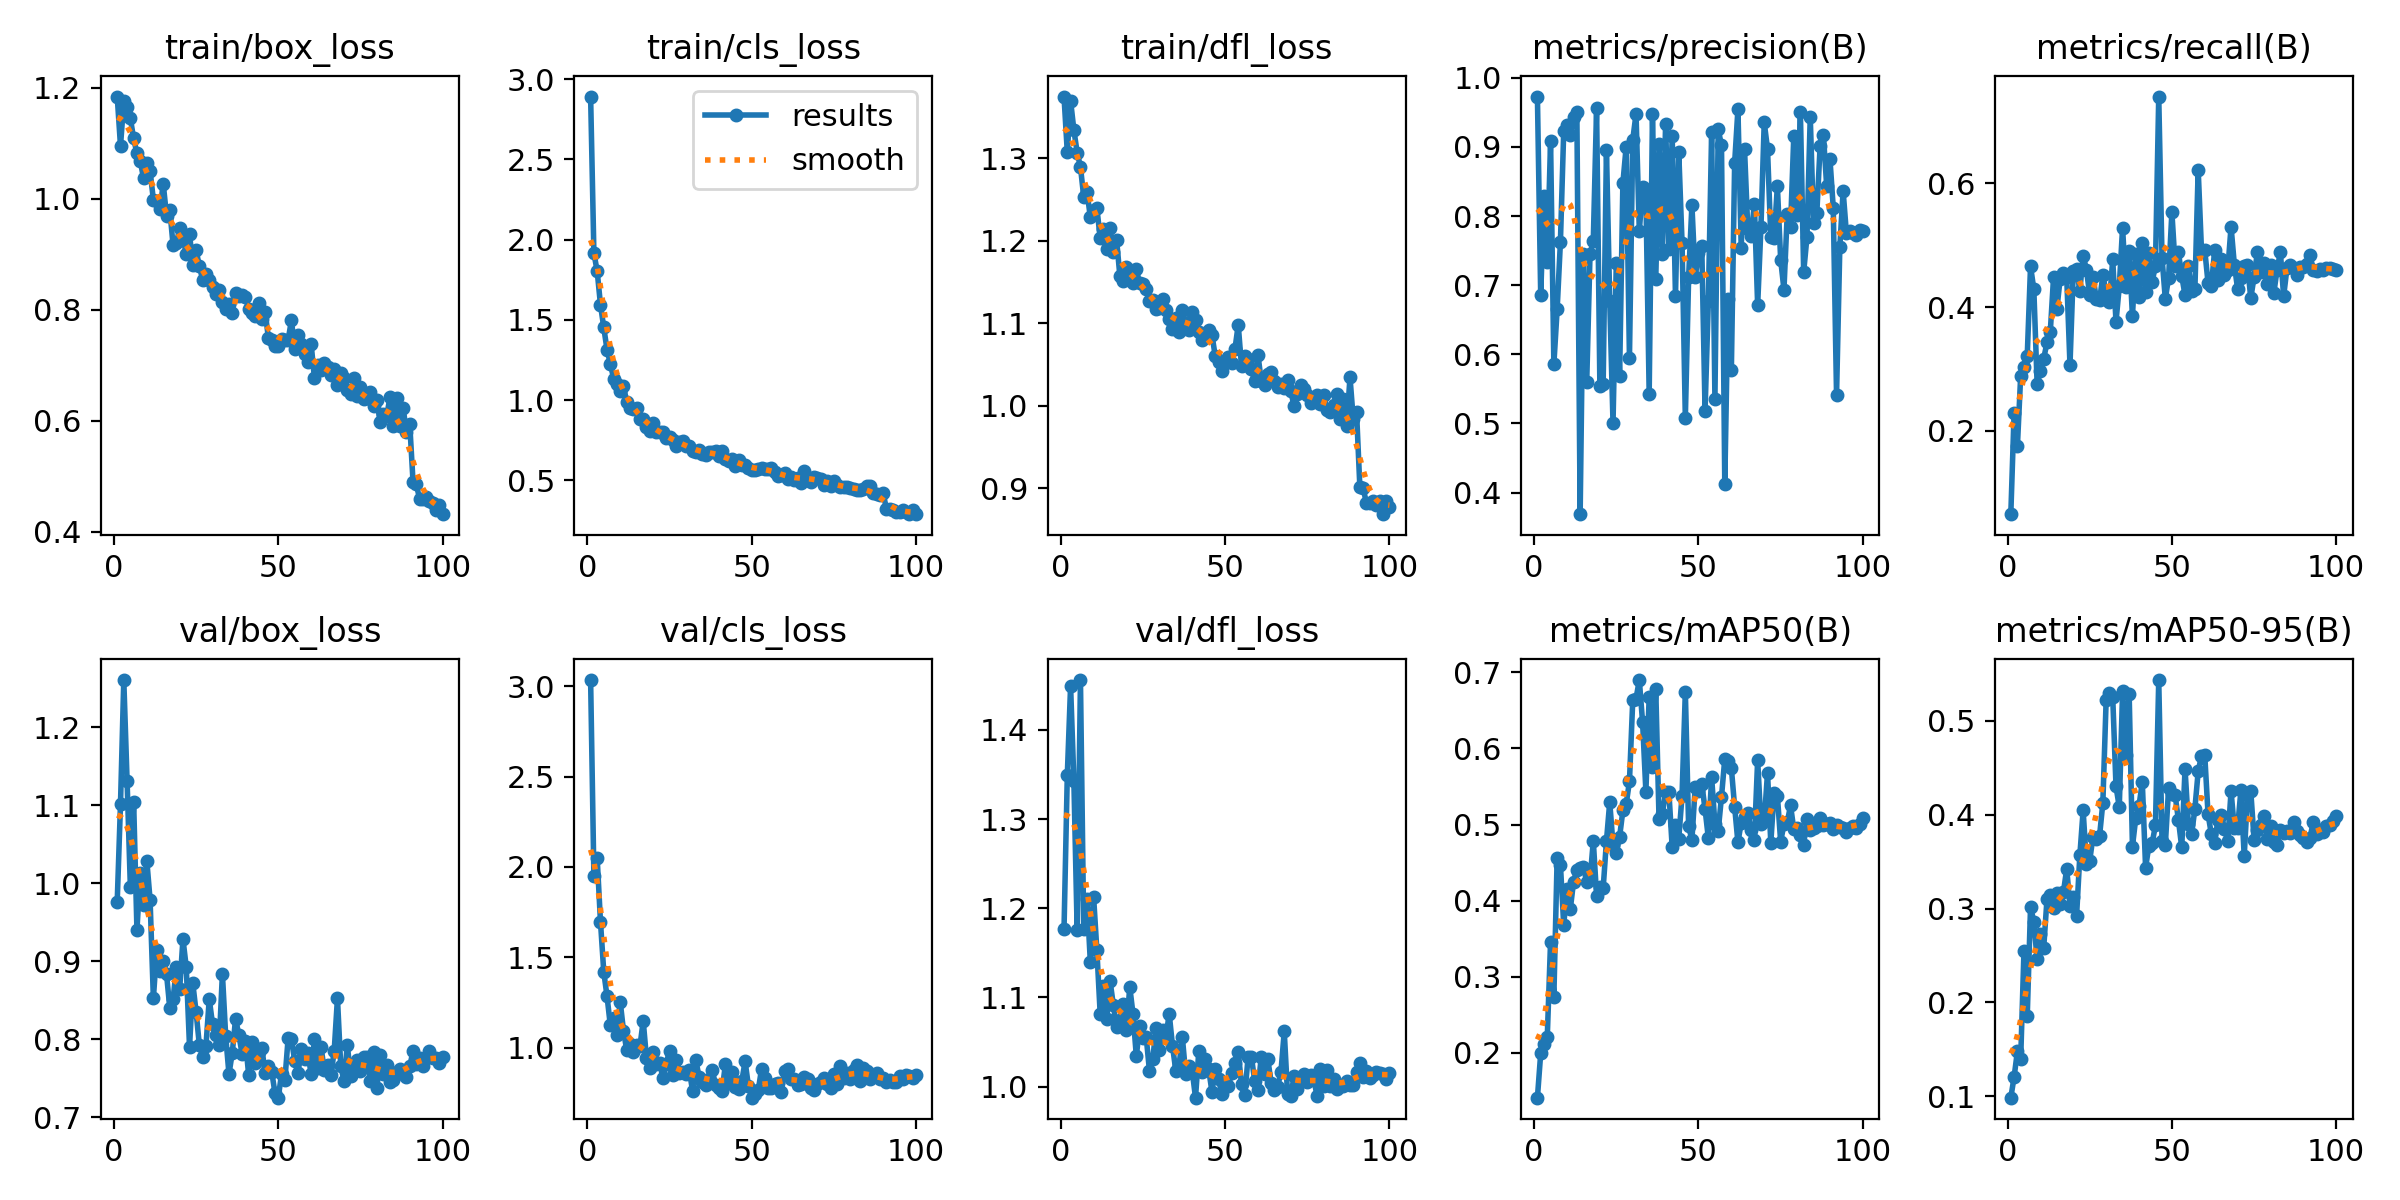 train/box_loss
1.2
1.0
0.8
0.6
0.4
0 50 100
train/cls_loss
results
smooth
3.0
2.5
2.0
1.5
1.0
0.5
0 50 100
train/dfl_loss
1.3
1.2
1.1
1.0
0.9
0 50 100
metrics/precision(B)
1.0
0.9
0.8
0.7
0.6
0.5
0.4
0 50 100
metrics/recall(B)
0.6
0.4
0.2
0 50 100
val/box_loss
1.2
1.1
1.0
0.9
0.8
0.7
0 50 100
val/cls_loss
3.0
2.5
2.0
1.5
1.0
0 50 100
val/dfl_loss
1.4
1.3
1.2
1.1
1.0
0 50 100
metrics/mAP50(B)
0.7
0.6
0.5
0.4
0.3
0.2
0 50 100
metrics/mAP50-95(B)
0.5
0.4
0.3
0.2
0.1
0 50 100